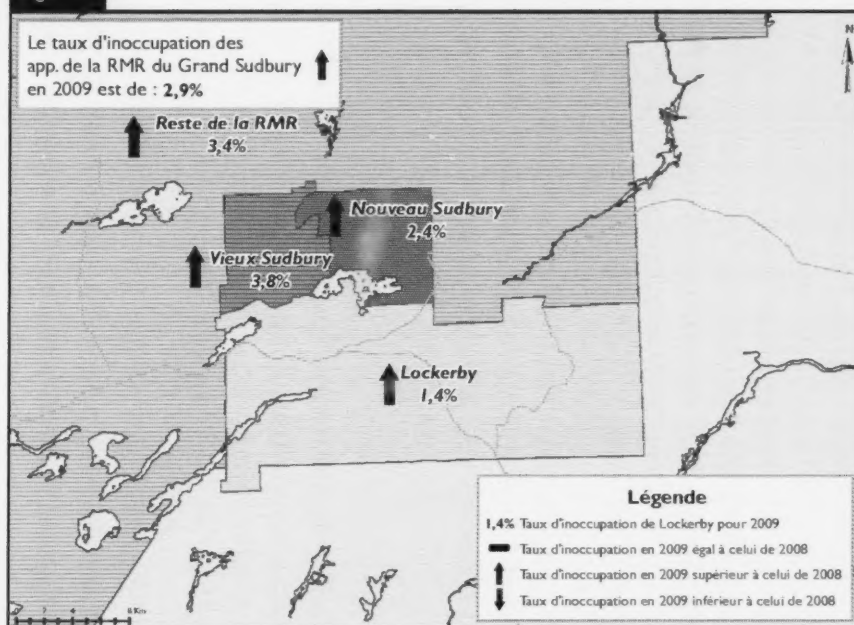 Le taux d'inoccupation des
app. de la RMR du Grand Sudbury
en 2009 est de : 2,9%
N
Reste de la RMR
3,4%
Nouveau Sudbury
2,4%
Vieux Sudbury
3,8%
Lockerby
1,4%
Légende
1,4% Taux d'inoccupation de Lockerby pour 2009
Taux d'inoccupation en 2009 égal à celui de 2008
Taux d'inoccupation en 2009 supérieur à celui de 2008
Taux d'inoccupation en 2009 inférieur à celui de 2008
8 Km